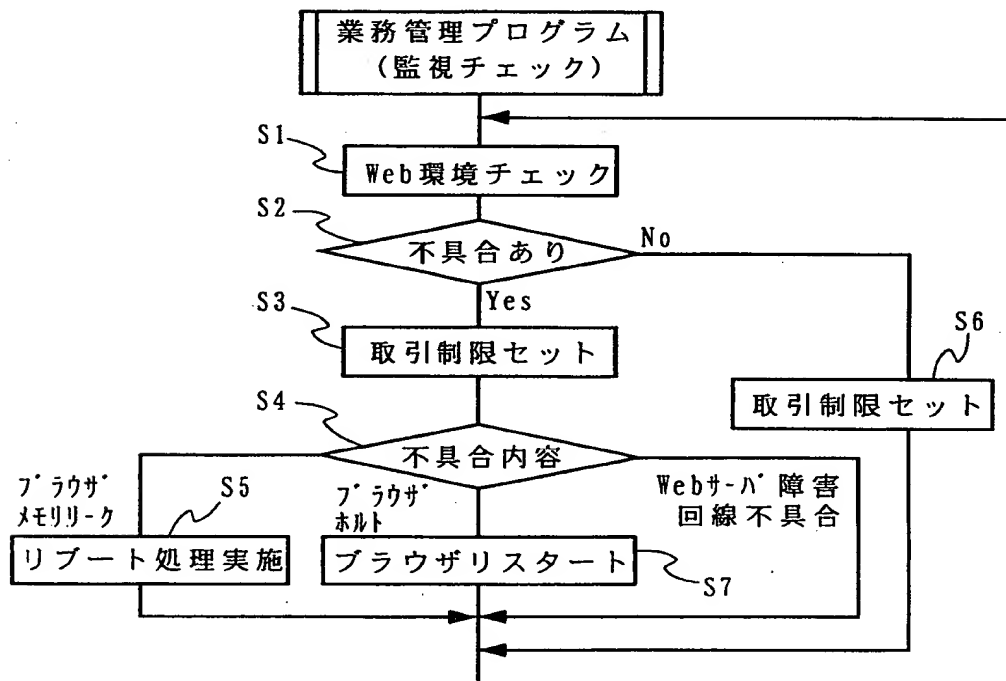 業務管理プログラム
(監視チェック)
S1
Web環境チェック
S2
不具合あり
No
Yes
S3
取引制限セット
S6
取引制限セット
S4
不具合内容
ブラウザ
メモリリーク
S5
ブラウザ
ホルト
Webサーバ障害
回線不具合
リブート処理実施
ブラウザリスタート
S7